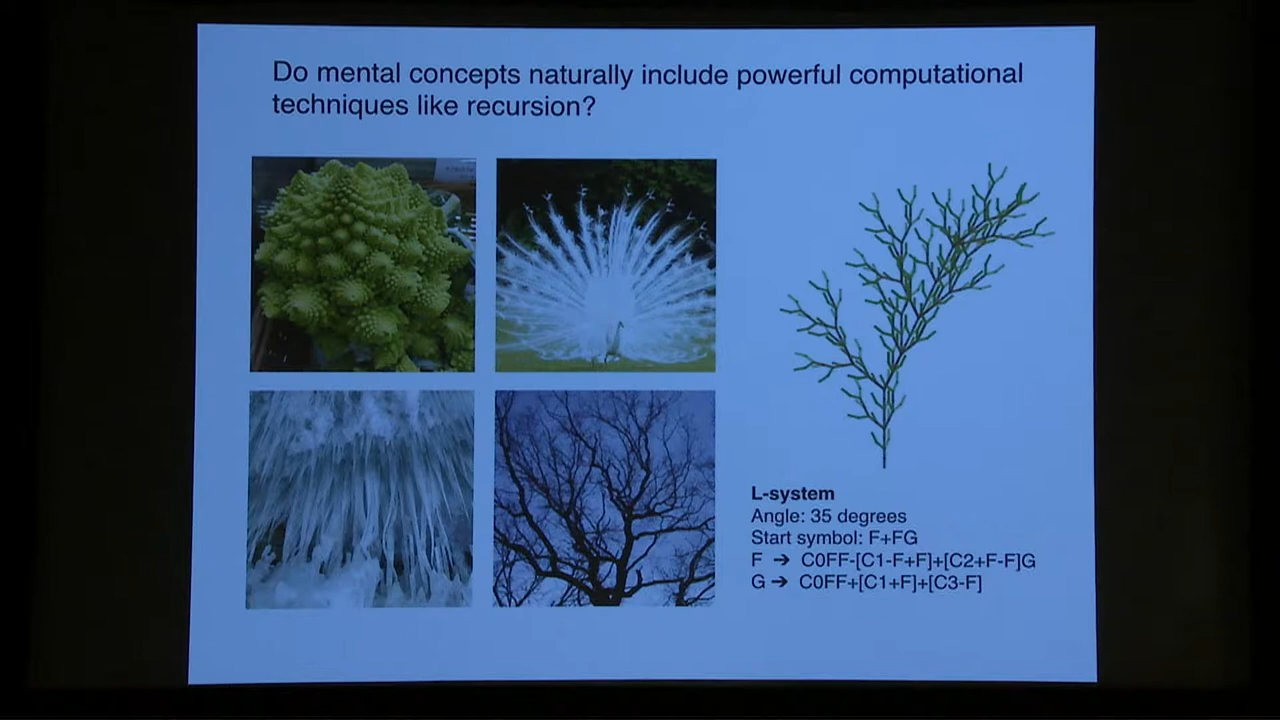 Do mental concepts naturally include powerful computational
techniques like recursion?
L-system
Angle: 35 degrees
Start symbol: F+FG
F → C0FF-[C1-F+F]+[C2+F-F]G
G → C0FF+[C1+F]+[C3-F]